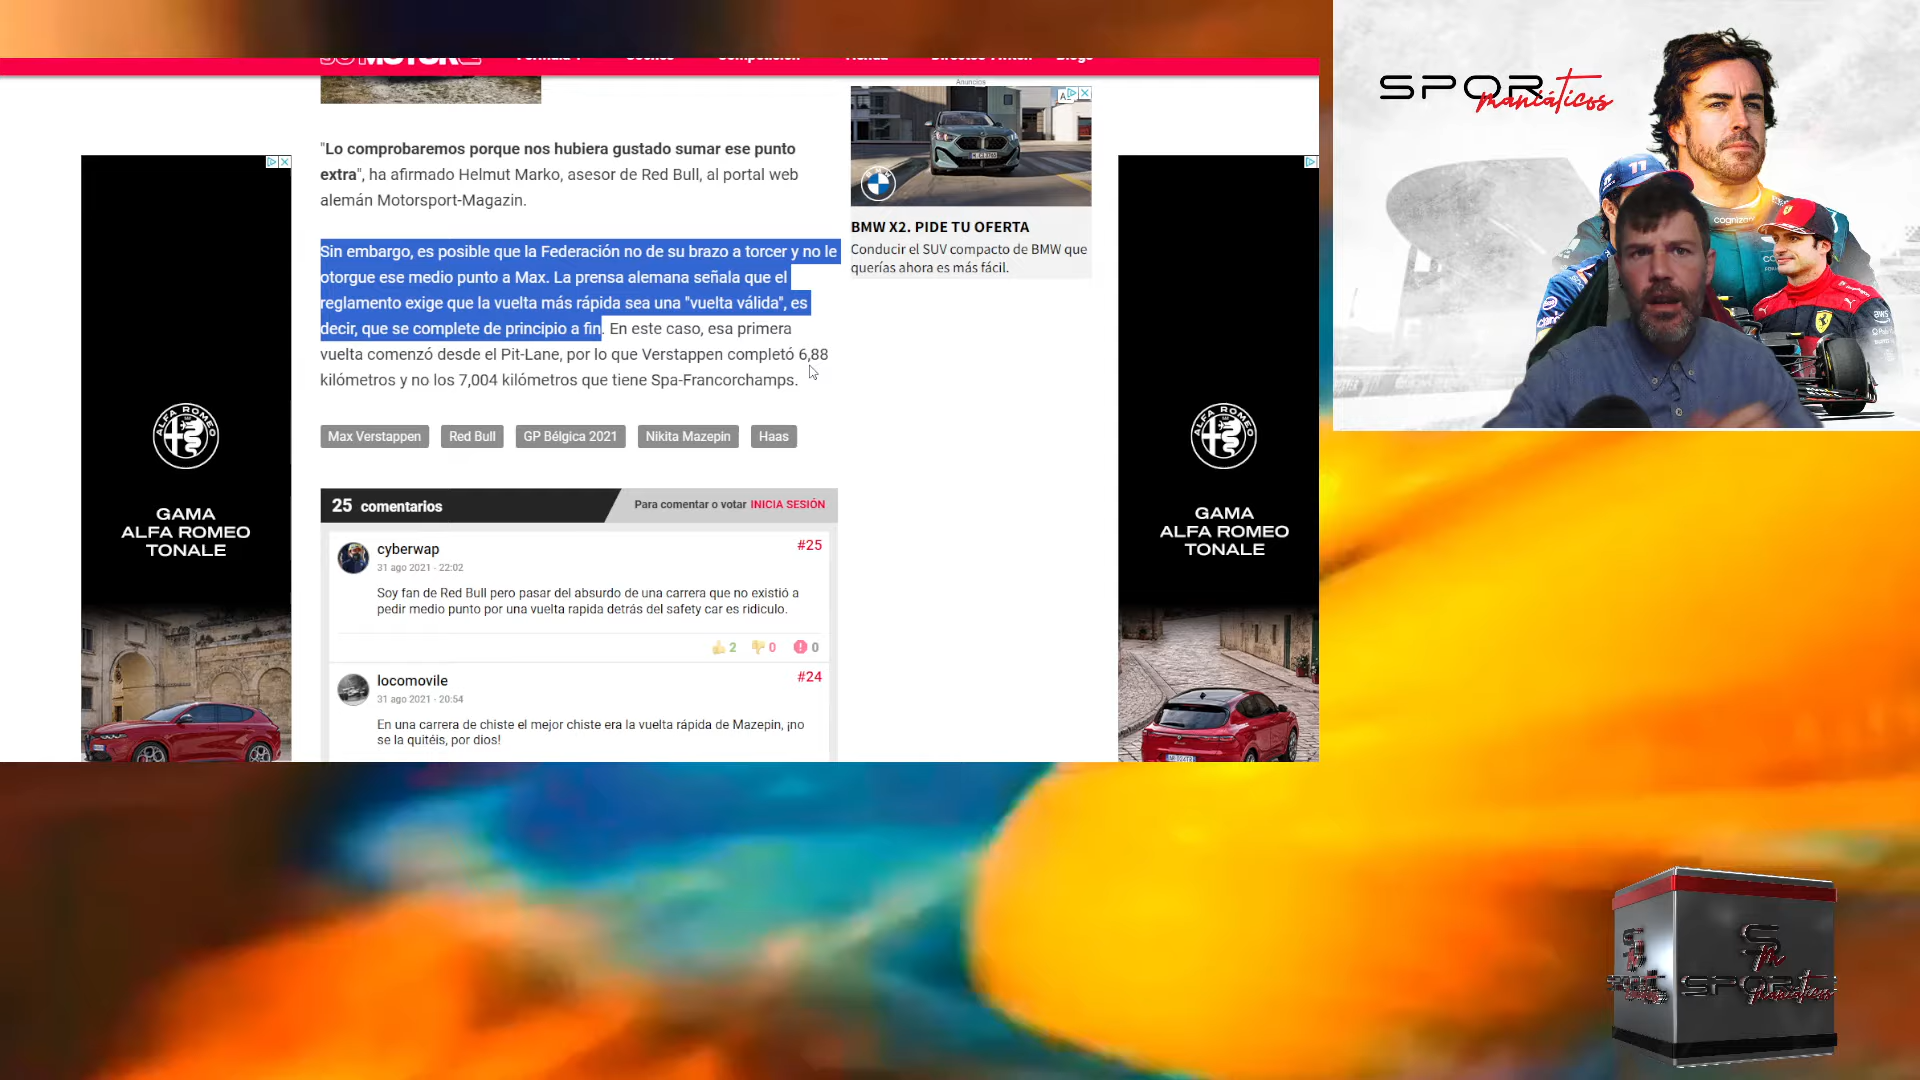 Anuncios
"Lo comprobaremos porque nos hubiera gustado sumar ese punto
extra", ha afirmado Helmut Marko, asesor de Red Bull, al portal web
alemán Motorsport-Magazin.
Sin embargo, es posible que la Federación no de su brazo a torcer y no le
otorgue ese medio punto a Max. La prensa alemana señala que el
reglamento exige que la vuelta más rápida sea una "vuelta válida", es
decir, que se complete de principio a fin. En este caso, esa primera
vuelta comenzó desde el Pit-Lane, por lo que Verstappen completó 6,88
kilómetros y no los 7,004 kilómetros que tiene Spa-Francorchamps.
Max Verstappen Red Bull GP Bélgica 2021 Nikita Mazepin Haas
25 comentarios
Para comentar o votar INICIA SESIÓN
cyberwap #25
31 ago 2021 - 22:02
Soy fan de Red Bull pero pasar del absurdo de una carrera que no existió a
pedir medio punto por una vuelta rapida detrás del safety car es ridiculo.
2 0 0
locomovile #24
31 ago 2021 - 20:54
En una carrera de chiste el mejor chiste era la vuelta rápida de Mazepin, ¡no
se la quitéis, por dios!
BMW X2. PIDE TU OFERTA
Conducir el SUV compacto de BMW que
querías ahora es más fácil.
ALFA ROMEO
GAMA
ALFA ROMEO
TONALE
ALFA ROMEO
GAMA
ALFA ROMEO
TONALE
SPORTmaniáticos
11
cognizant
aws
SPORTmaniáticos